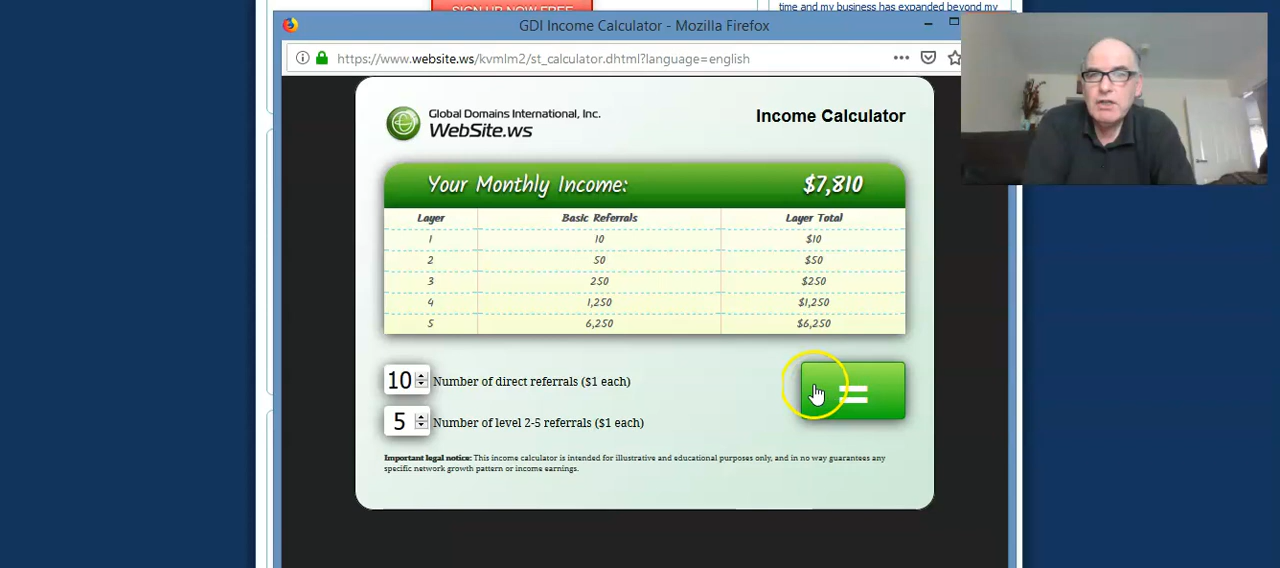 SIGN UP NOW FREE
time and my business has expanded beyond my
GDI Income Calculator - Mozilla Firefox
https://www.website.ws/kvmlm2/st_calculator.dhtml?language=english
Global Domains International, Inc.
WebSite.ws
Income Calculator
Your Monthly Income: $7,810
Layer Basic Referrals Layer Total
1 10 $10
2 50 $50
3 250 $250
4 1,250 $1,250
5 6,250 $6,250
10 Number of direct referrals ($1 each)
=
5 Number of level 2-5 referrals ($1 each)
Important legal notice: This income calculator is intended for illustrative and educational purposes only, and in no way guarantees any
specific network growth pattern or income earnings.